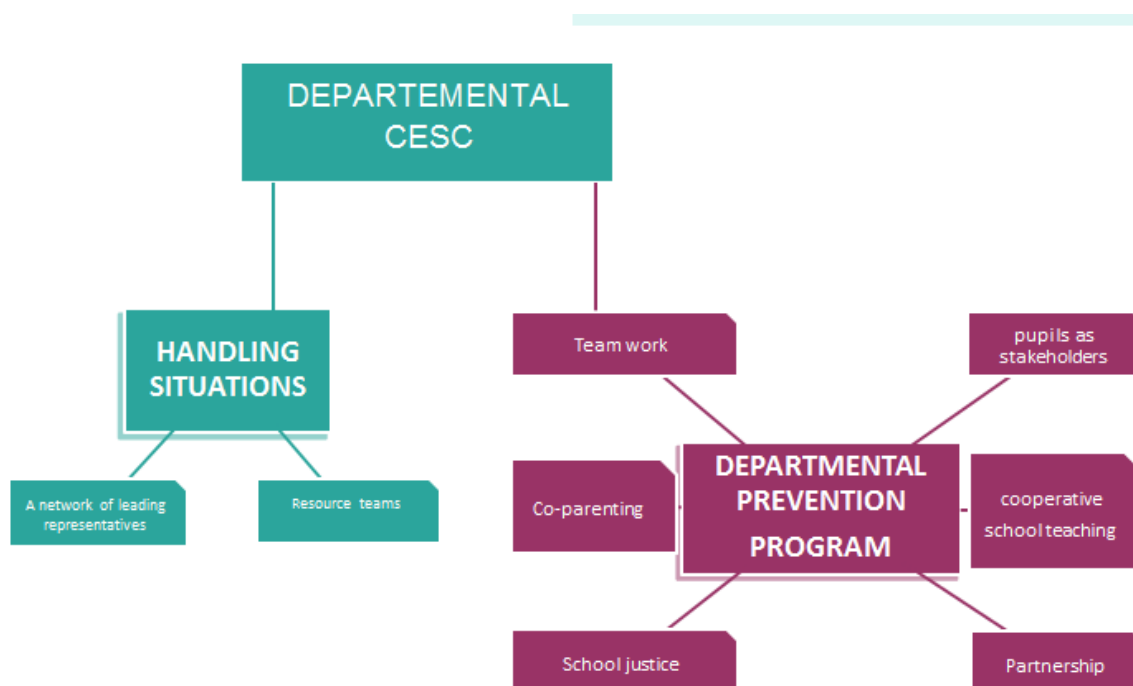 DEPARTEMENTAL
CESC
HANDLING
SITUATIONS
A network of leading
representatives
Resource teams
Team work
pupils as
stakeholders
Co-parenting
DEPARTMENTAL
PREVENTION
PROGRAM
cooperative
school teaching
School justice
Partnership